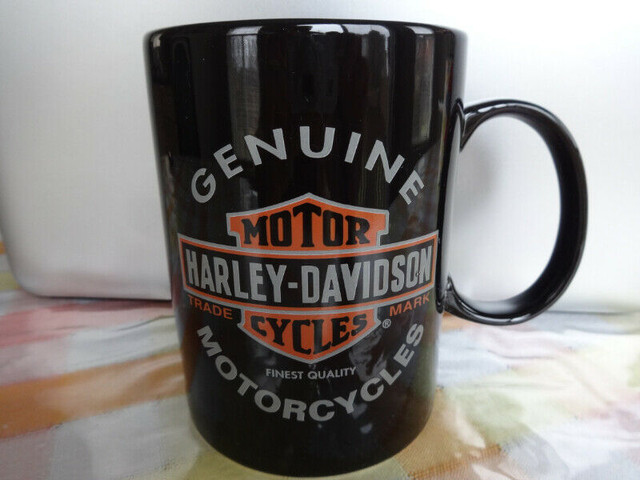 GENUINE
MOTOR
HARLEY-DAVIDSON
TRADE MARK
CYCLES ®
FINEST QUALITY
MOTORCYCLES